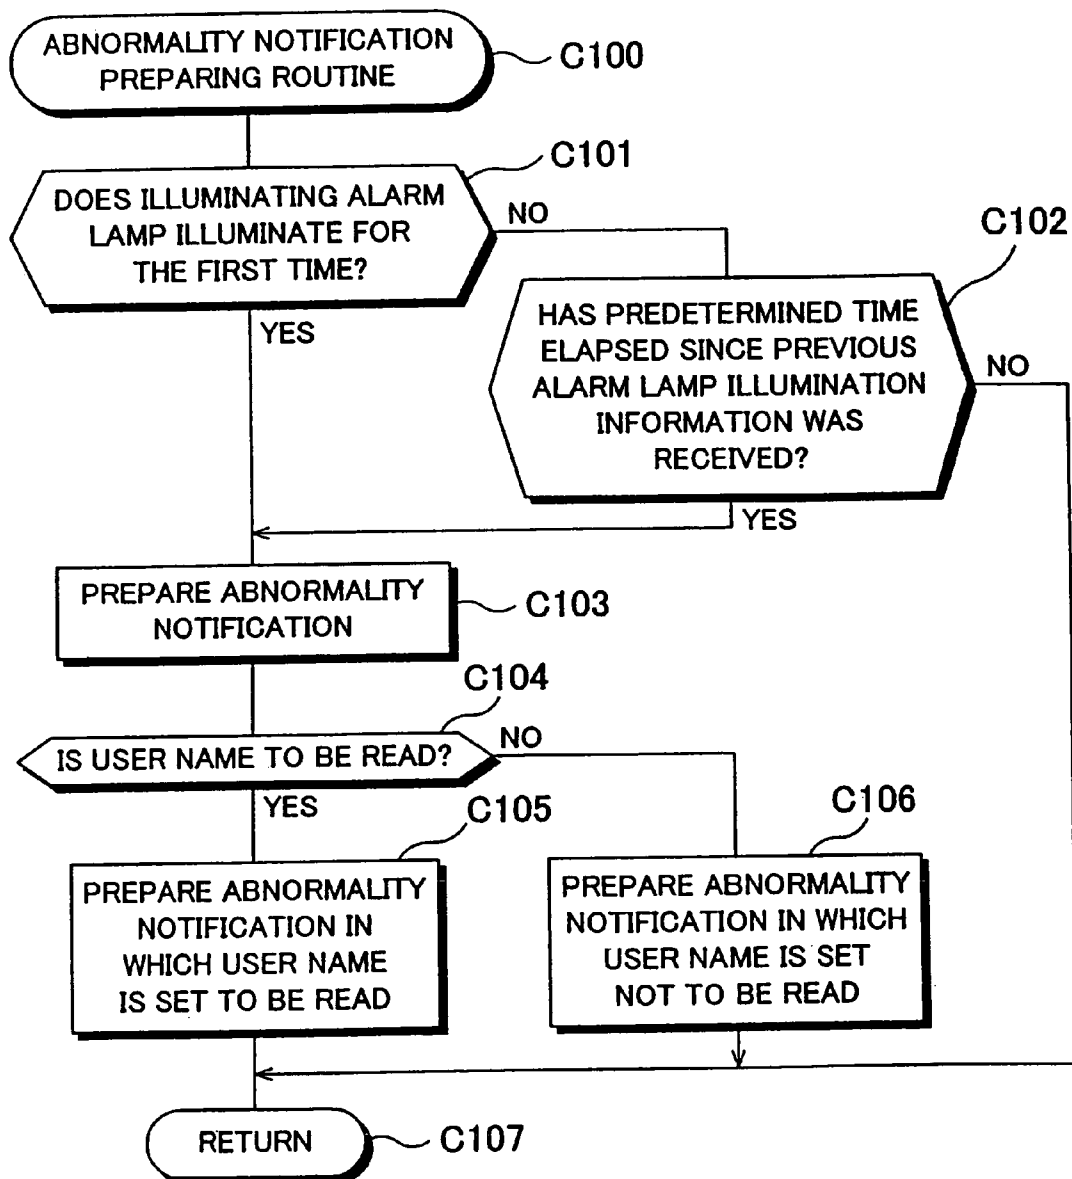 ABNORMALITY NOTIFICATION
PREPARING ROUTINE
C100
C101
DOES ILLUMINATING ALARM
LAMP ILLUMINATE FOR
THE FIRST TIME?
NO
YES
C102
HAS PREDETERMINED TIME
ELAPSED SINCE PREVIOUS
ALARM LAMP ILLUMINATION
INFORMATION WAS
RECEIVED?
NO
YES
PREPARE ABNORMALITY
NOTIFICATION
C103
C104
IS USER NAME TO BE READ?
NO
YES
C105
PREPARE ABNORMALITY
NOTIFICATION IN
WHICH USER NAME
IS SET TO BE READ
C106
PREPARE ABNORMALITY
NOTIFICATION IN WHICH
USER NAME IS SET
NOT TO BE READ
RETURN
C107